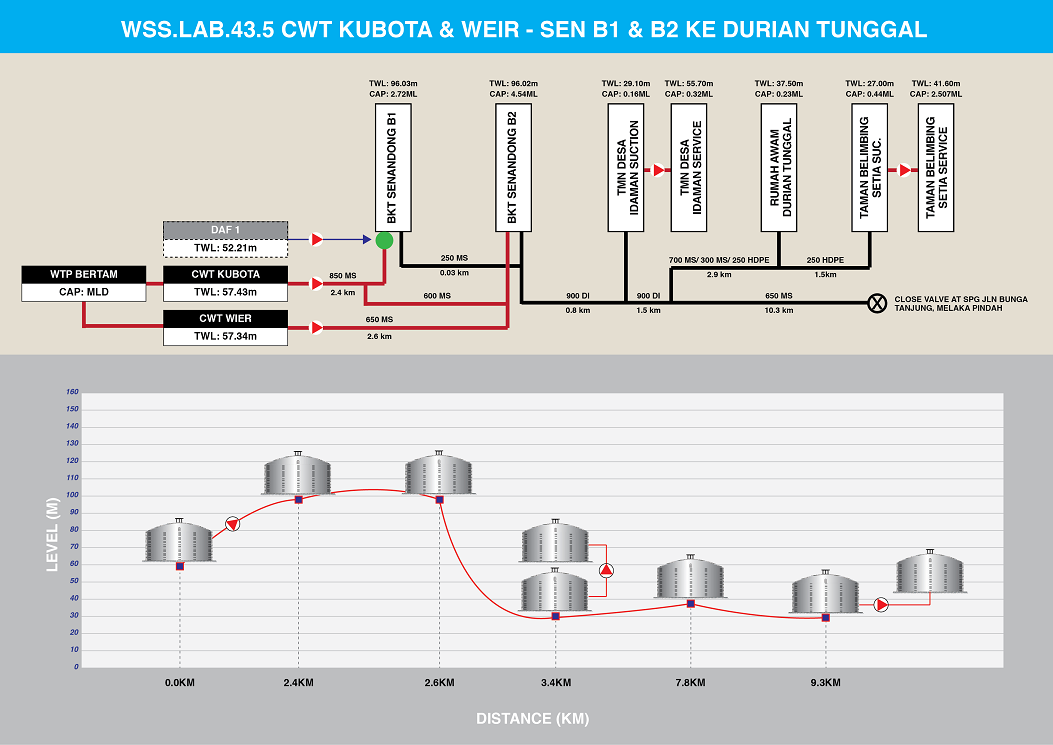 WSS.LAB.43.5 CWT KUBOTA & WEIR - SEN B1 & B2 KE DURIAN TUNGGAL
TWL: 96.03m
CAP: 2.72ML
TWL: 96.02m
CAP: 4.54ML
TWL: 29.10m
CAP: 0.16ML
TWL: 55.70m
CAP: 0.32ML
TWL: 37.50m
CAP: 0.23ML
TWL: 27.00m
CAP: 0.44ML
TWL: 41.60m
CAP: 2.507ML
BKT SENANDONG B1
BKT SENANDONG B2
TMN DESA
IDAMAN SUCTION
TMN DESA
IDAMAN SERVICE
RUMAH AWAM
DURIAN TUNGGAL
TAMAN BELIMBING
SETIA SUC.
TAMAN BELIMBING
SETIA SERVICE
DAF 1
TWL: 52.21m
WTP BERTAM
CAP: MLD
CWT KUBOTA
TWL: 57.43m
CWT WIER
TWL: 57.34m
850 MS
2.4 km
250 MS
0.03 km
600 MS
650 MS
2.6 km
900 DI
0.8 km
900 DI
1.5 km
700 MS/ 300 MS/ 250 HDPE
2.9 km
250 HDPE
1.5km
650 MS
10.3 km
CLOSE VALVE AT SPG JLN BUNGA
TANJUNG, MELAKA PINDAH
LEVEL (M)
160
150
140
130
120
110
100
90
80
70
60
50
40
30
20
10
0
0.0KM
2.4KM
2.6KM
3.4KM
7.8KM
9.3KM
DISTANCE (KM)